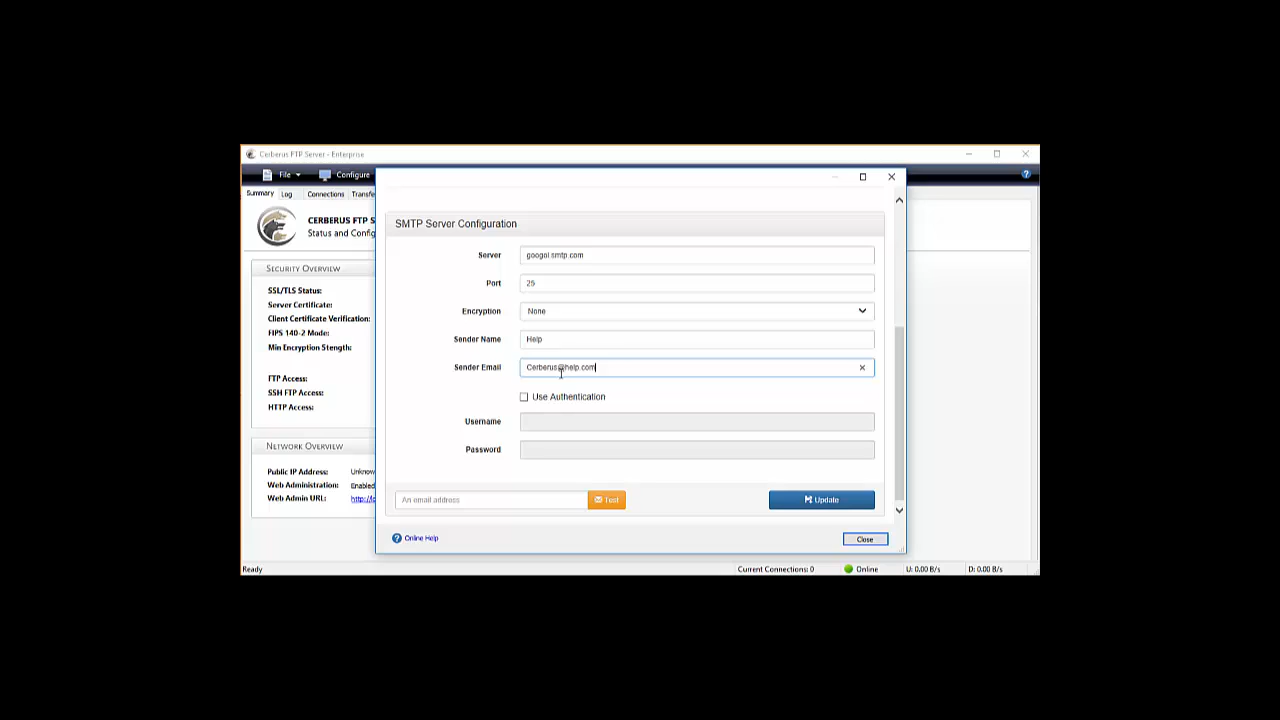 Cerberus FTP Server - Enterprise
File
Configure
Summary
Log
Connections
CERBERUS FTP S
Status and Config
SECURITY OVERVIEW
SSL/TLS Status:
Server Certificate:
Client Certificate Verification:
FIPS 140-2 Mode:
Min Encryption Stength:
FTP Access:
SSH FTP Access:
HTTP Access:
NETWORK OVERVIEW
Public IP Address:
Unknow
Web Administration:
Enabled
Web Admin URL:
SMTP Server Configuration
Server
googol.smtp.com
Port
25
Encryption
None
Sender Name
Help
Sender Email
Cerberus@help.com
Use Authentication
Username
Password
An email address
Test
Update
Online Help
Close
Ready
Current Connections: 0
Online
U: 0.00 B/s
D: 0.00 B/s